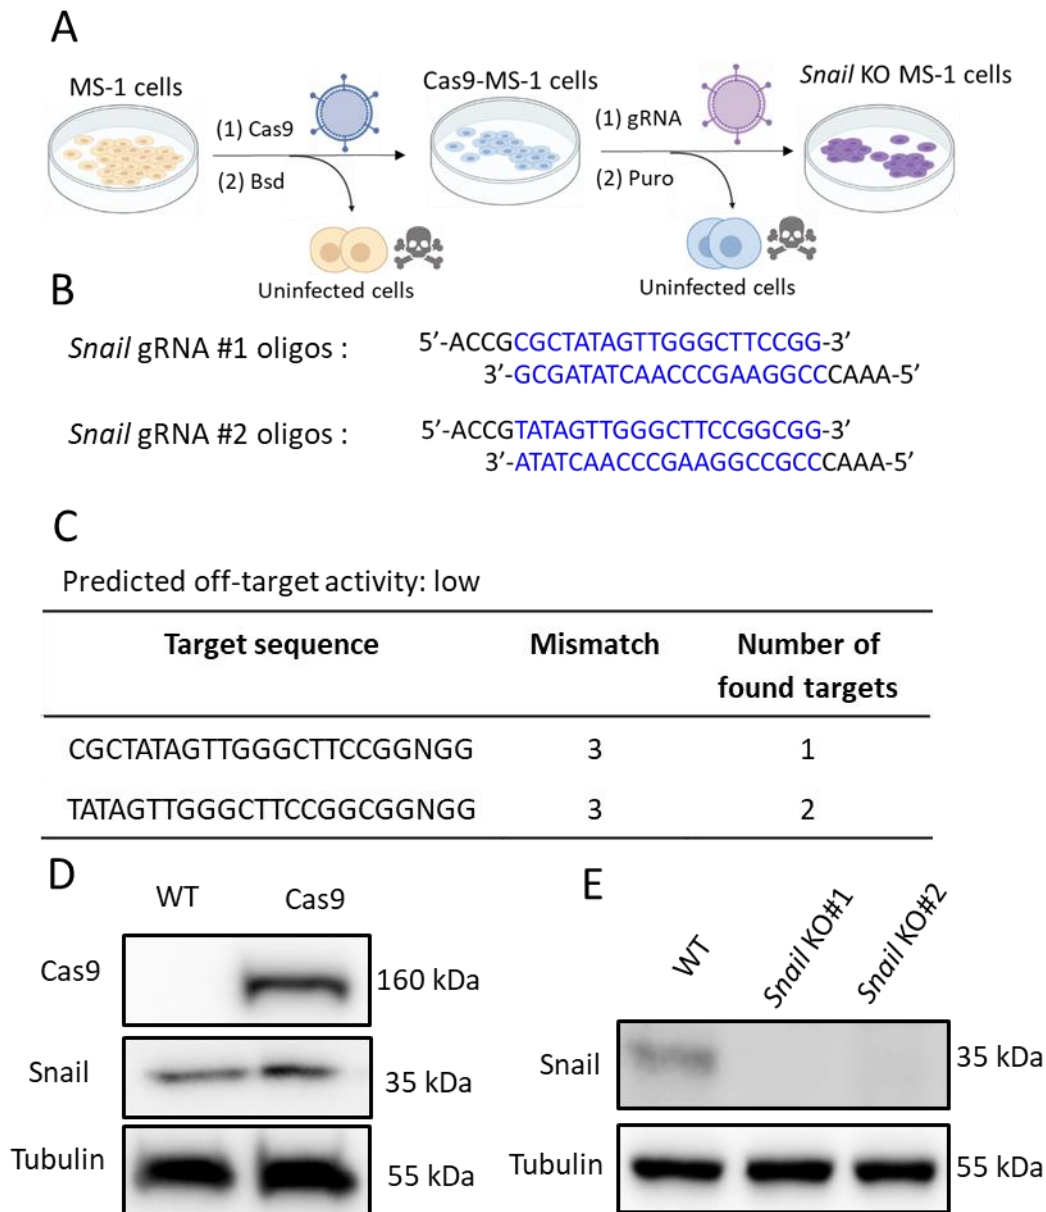 A
MS-1 cells
(1) Cas9
(2) Bsd
Uninfected cells
Cas9-MS-1 cells
(1) gRNA
(2) Puro
Uninfected cells
Snail KO MS-1 cells
B
Snail gRNA #1 oligos :
5’-ACCGCGCTATAGTTGGGCTTCCGG-3’
3’-GCGATATCAACCCGAAGGCCCAAA-5’
Snail gRNA #2 oligos :
5’-ACCGTATAGTTGGGCTTCCGGCGG-3’
3’-ATATCAACCCGAAGGCCGCCCAAA-5’
C
Predicted off-target activity: low
Target sequence Mismatch Number of
found targets
CGCTATAGTTGGGCTTCCGGNGG 3 1
TATAGTTGGGCTTCCGGCGGNGG 3 2
D
WT Cas9
Cas9 160 kDa
Snail 35 kDa
Tubulin 55 kDa
E
WT Snail KO#1 Snail KO#2
Snail 35 kDa
Tubulin 55 kDa